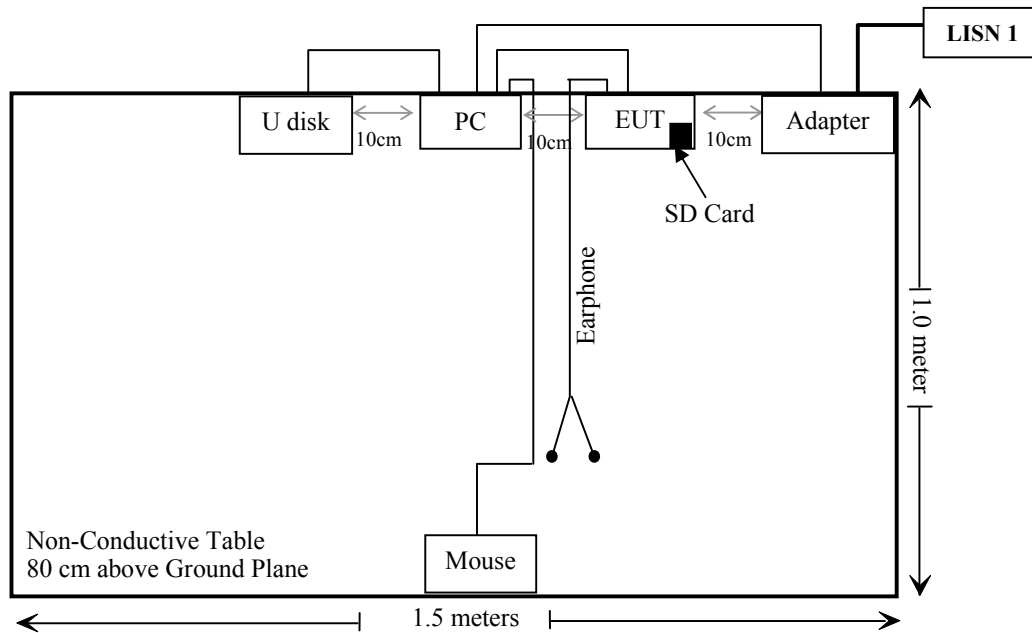 LISN 1
U disk
10cm
PC
10cm
EUT
10cm
Adapter
SD Card
Earphone
1.0 meter
Non-Conductive Table
80 cm above Ground Plane
Mouse
1.5 meters